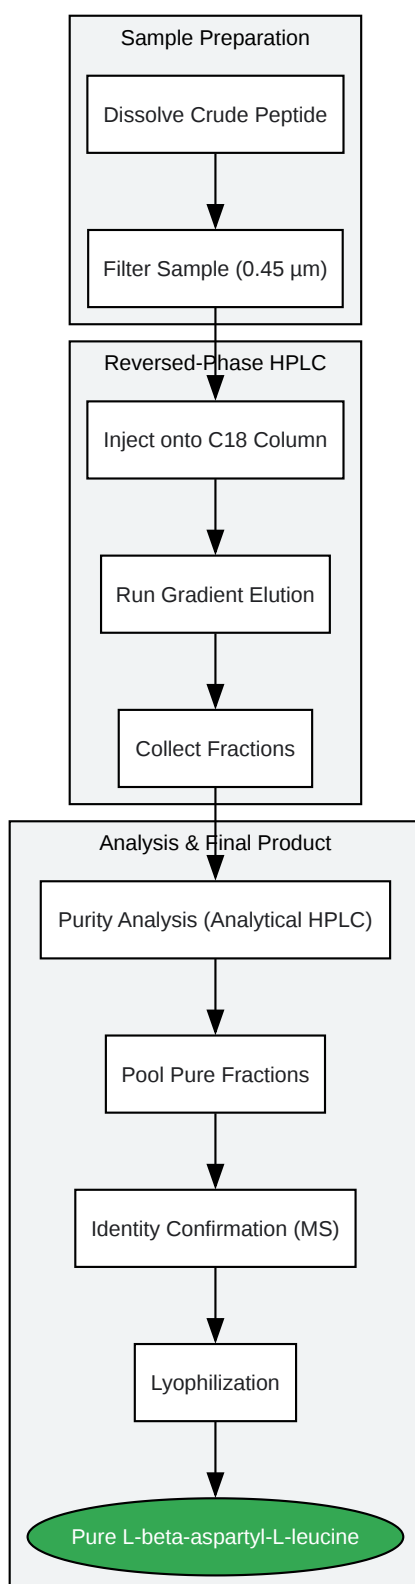 Sample Preparation
Dissolve Crude Peptide
Filter Sample (0.45 µm)
Reversed-Phase HPLC
Inject onto C18 Column
Run Gradient Elution
Collect Fractions
Analysis & Final Product
Purity Analysis (Analytical HPLC)
Pool Pure Fractions
Identity Confirmation (MS)
Lyophilization
Pure L-beta-aspartyl-L-leucine